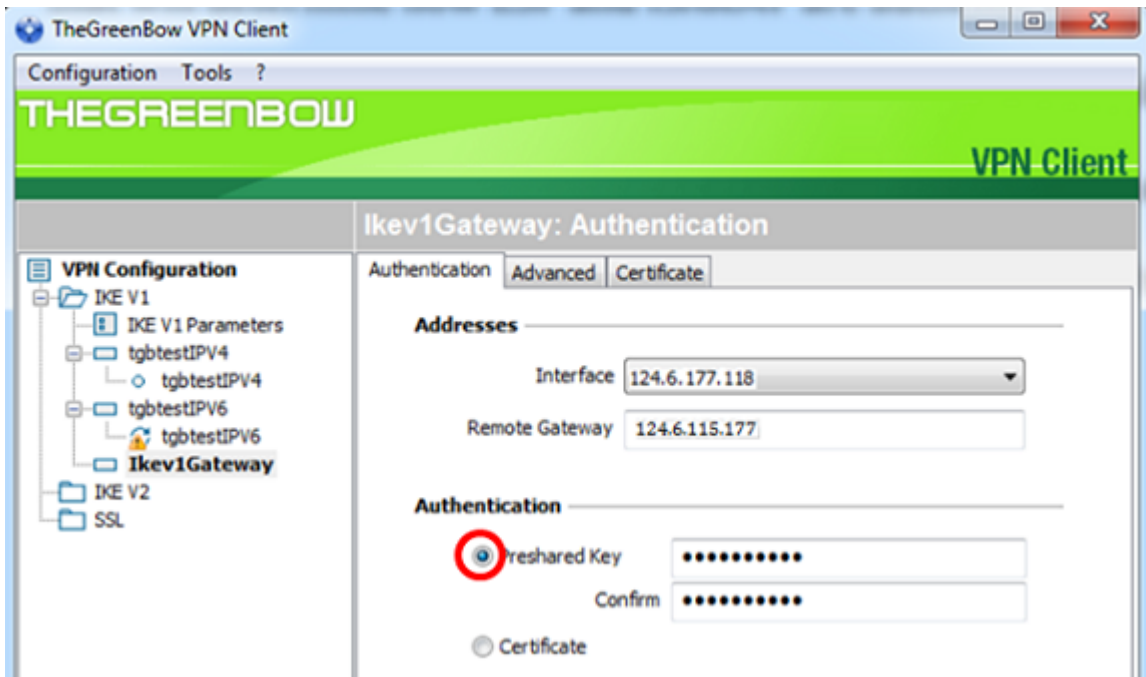 TheGreenBow VPN Client
Configuration Tools ?
THEGREENBOW
VPN Client
Ikev1Gateway: Authentication
VPN Configuration
IKE V1
IKE V1 Parameters
tgbtestIPV4
tgbtestIPV4
tgbtestIPV6
tgbtestIPV6
Ikev1Gateway
IKE V2
SSL
Authentication Advanced Certificate
Addresses
Interface 124.6.177.118
Remote Gateway 124.6.115.177
Authentication
Preshared Key ●●●●●●●●●●
Confirm ●●●●●●●●●●
Certificate